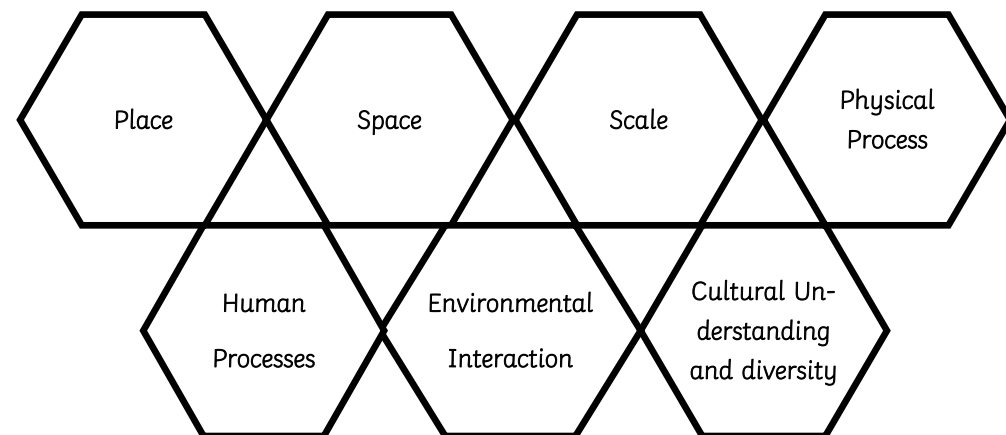 Place
Space
Scale
Physical
Process
Human
Processes
Environmental
Interaction
Cultural Un-
derstanding
and diversity